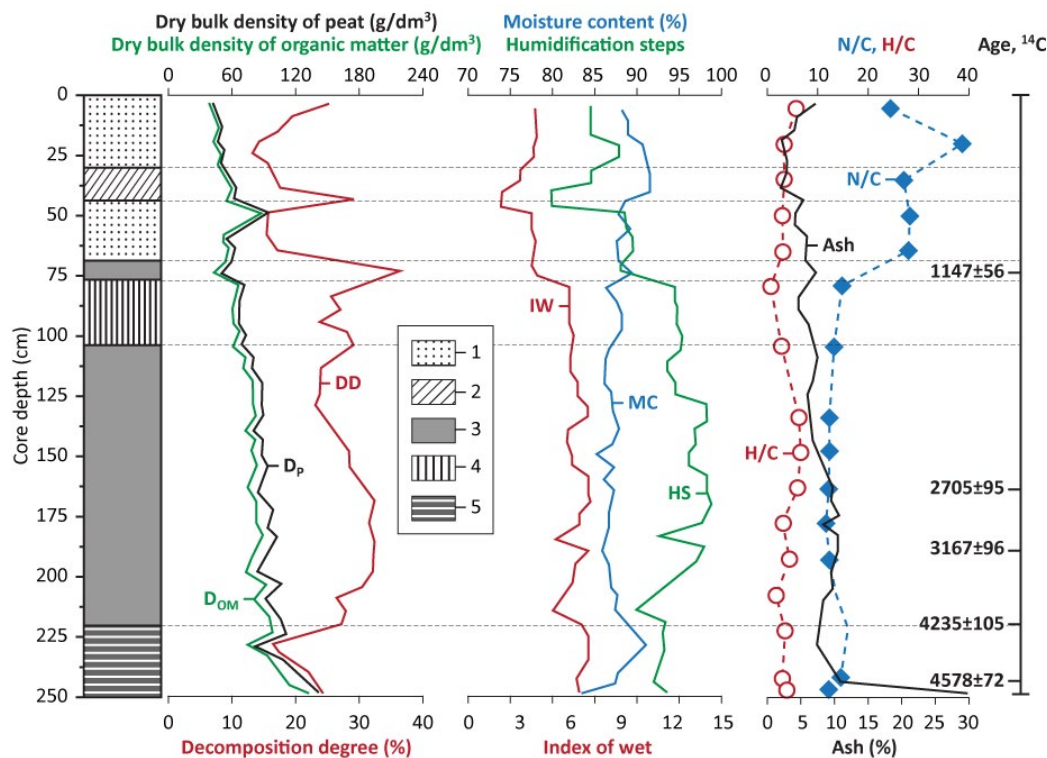 Dry bulk density of peat (g/dm³)
Dry bulk density of organic matter (g/dm³)
0 60 120 180 240
Moisture content (%)
Humidification steps
70 75 80 85 90 95 100
N/C, H/C
0 10 20 30 40
Age, ¹⁴C
Core depth (cm)
0
25
50
75
100
125
150
175
200
225
250
DD
D_P
D_OM
1
2
3
4
5
IW
MC
HS
N/C
Ash
H/C
1147±56
2705±95
3167±96
4235±105
4578±72
0 10 20 30 40
Decomposition degree (%)
0 3 6 9 12 15
Index of wet
0 5 10 15 20 25 30
Ash (%)